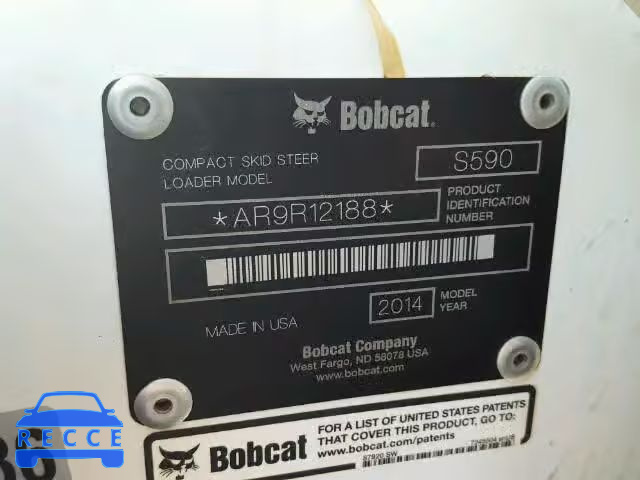 Bobcat.
COMPACT SKID STEER
LOADER MODEL
S590
*AR9R12188*
PRODUCT
IDENTIFICATION
NUMBER
MADE IN USA
2014
MODEL
YEAR
Bobcat Company
West Fargo, ND 58078 USA
www.bobcat.com
Bobcat
FOR A LIST OF UNITED STATES PATENTS
THAT COVER THIS PRODUCT, GO TO:
www.bobcat.com/patents
RECCE